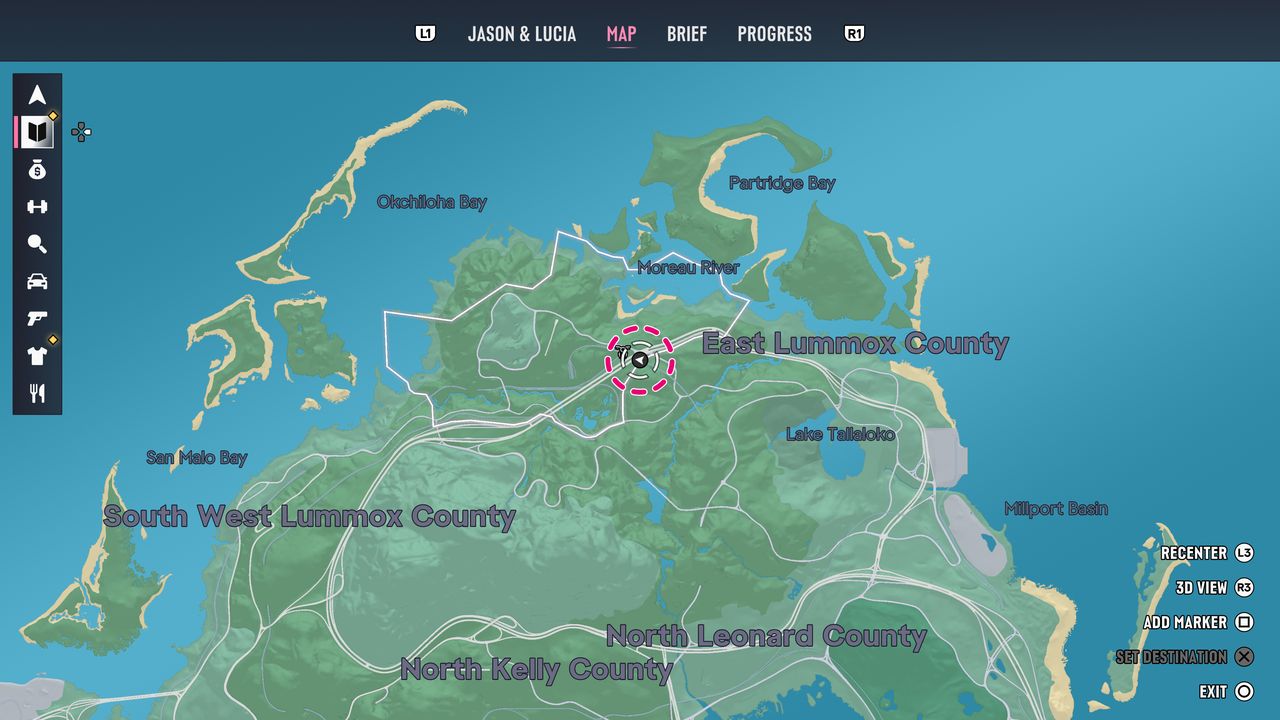 L1 JASON & LUCIA MAP BRIEF PROGRESS R1
Partridge Bay
Okchiloha Bay
Moreau River
East Lummox County
Lake Tallaloko
San Malo Bay
Millport Basin
South West Lummox County
RECENTER L3
3D VIEW R3
ADD MARKER
North Leonard County
SET DESTINATION
North Kelly County
EXIT